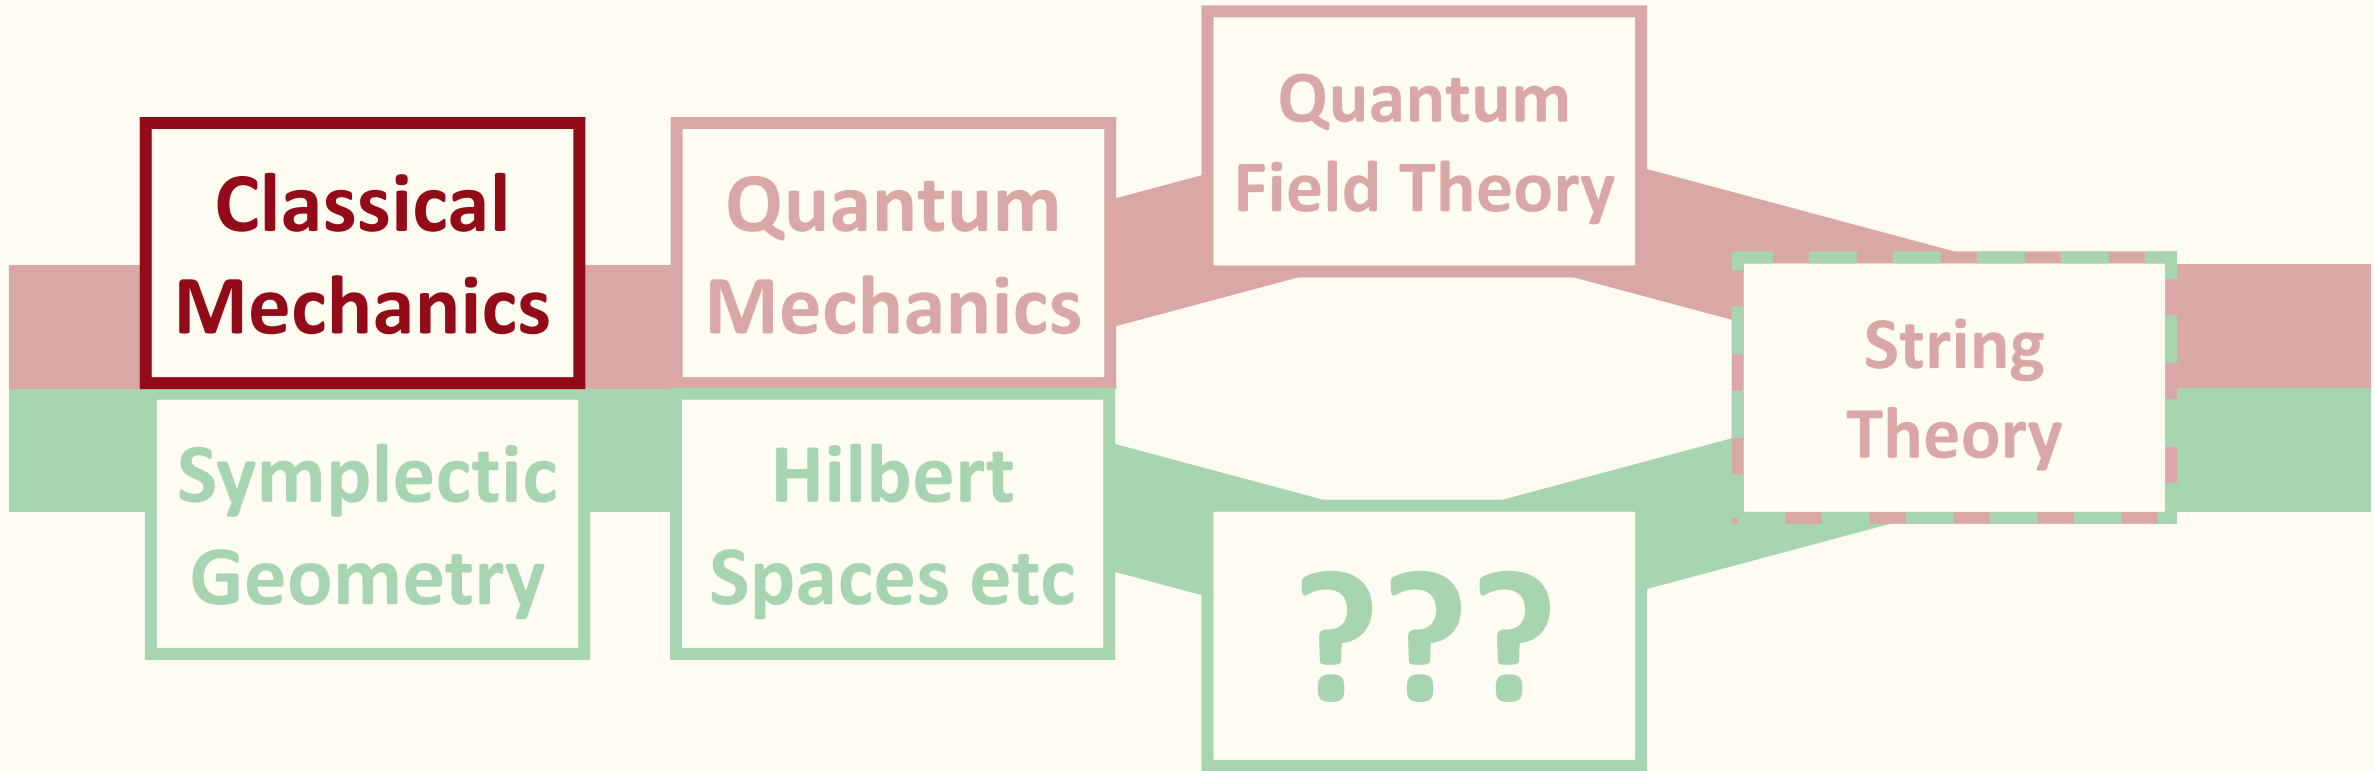 Classical
Mechanics
Quantum
Mechanics
Quantum
Field Theory
String
Theory
Symplectic
Geometry
Hilbert
Spaces etc
???